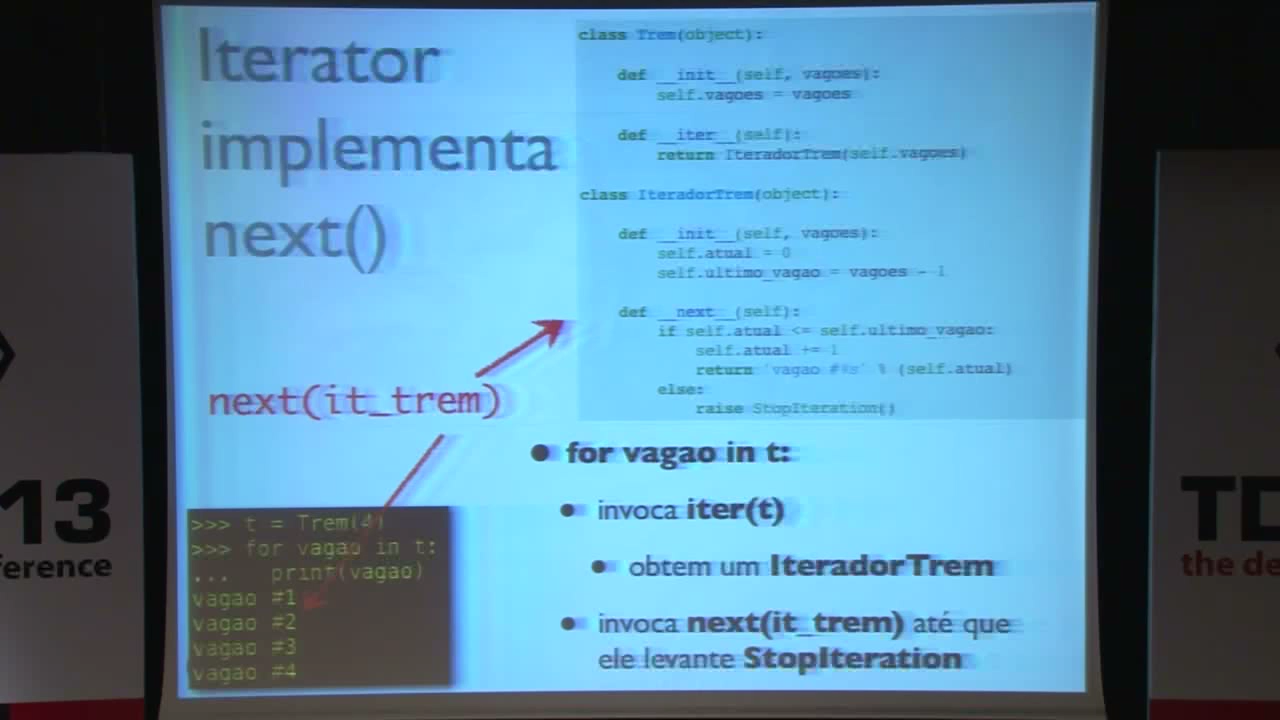 Iterator
implementa
next()
class Trem(object):
def __init__(self, vagoes):
self.vagoes = vagoes
def __iter__(self):
return IteradorTrem(self.vagoes)
class IteradorTrem(object):
def __init__(self, vagoes):
self.atual = 0
self.ultimo_vagao = vagoes - 1
def __next__(self):
if self.atual <= self.ultimo_vagao:
self.atual += 1
return 'vagao #%s' % (self.atual)
else:
raise StopIteration()
next(it_trem)
>>> t = Trem(4)
>>> for vagao in t:
... print(vagao)
vagao #1
vagao #2
vagao #3
vagao #4
• for vagao in t:
• invoca iter(t)
• obtem um IteradorTrem
• invoca next(it_trem) até que
ele levante StopIteration
13
ference
TD
the de